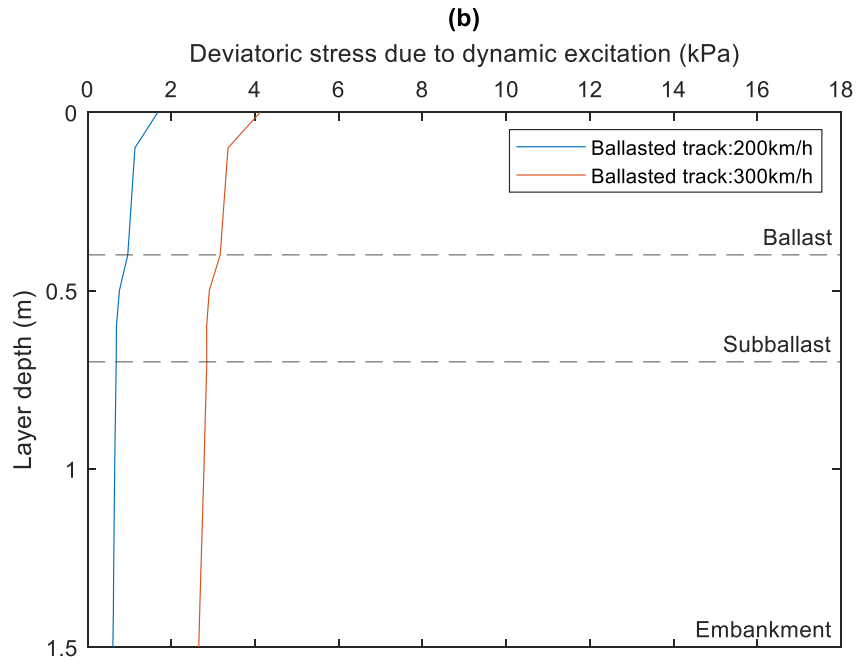 (b)
Deviatoric stress due to dynamic excitation (kPa)
0 2 4 6 8 10 12 14 16 18
0
Ballasted track:200km/h
Ballasted track:300km/h
Ballast
0.5
Subballast
Layer depth (m)
1
Embankment
1.5